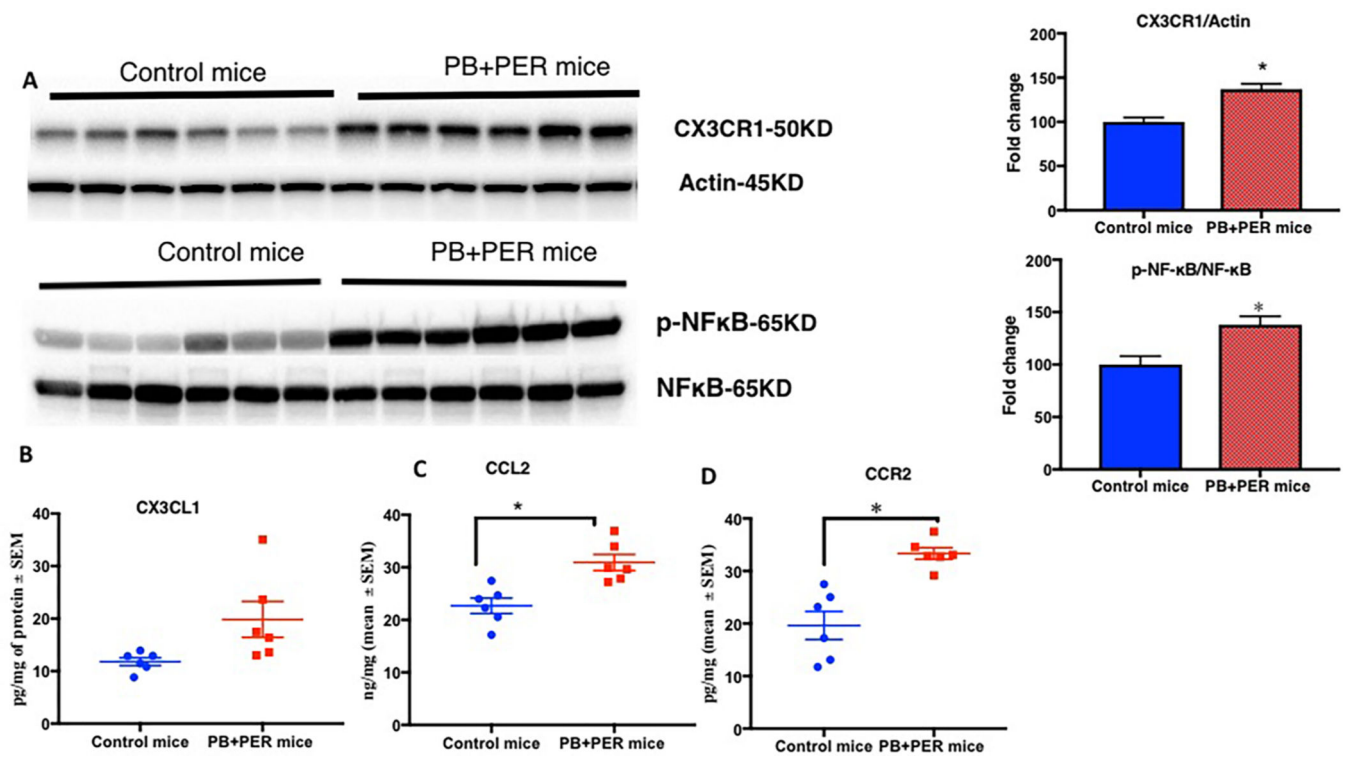 A
Control mice
PB+PER mice
CX3CR1-50KD
Actin-45KD
Control mice
PB+PER mice
p-NFκB-65KD
NFκB-65KD
CX3CR1/Actin
Fold change
200
150
100
50
0
*
Control mice PB+PER mice
p-NF-κB/NF-κB
Fold change
200
150
100
50
0
*
Control mice PB+PER mice
B
CX3CL1
pg/mg of protein ± SEM
40
30
20
10
0
Control mice PB+PER mice
C
CCL2
ng/mg (mean ± SEM)
40
30
20
10
0
*
Control mice PB+PER mice
D
CCR2
pg/mg (mean ± SEM)
40
30
20
10
0
*
Control mice PB+PER mice